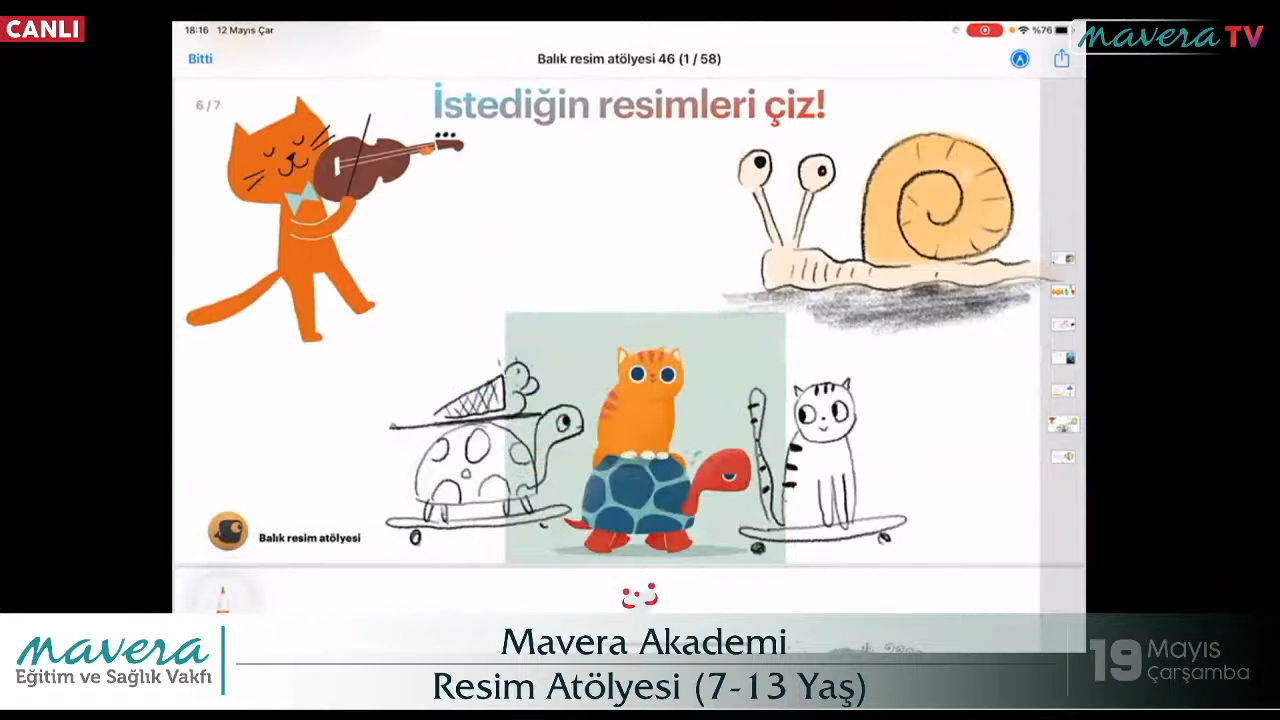 CANLI
18:16 12 Mayıs Çar
%76
mavera TV
Bitti
Balık resim atölyesi 46 (1 / 58)
6 / 7
İstediğin resimleri çiz!
Balık resim atölyesi
mavera
Eğitim ve Sağlık Vakfı
Mavera Akademi
Resim Atölyesi (7-13 Yaş)
19 Mayıs
Çarşamba